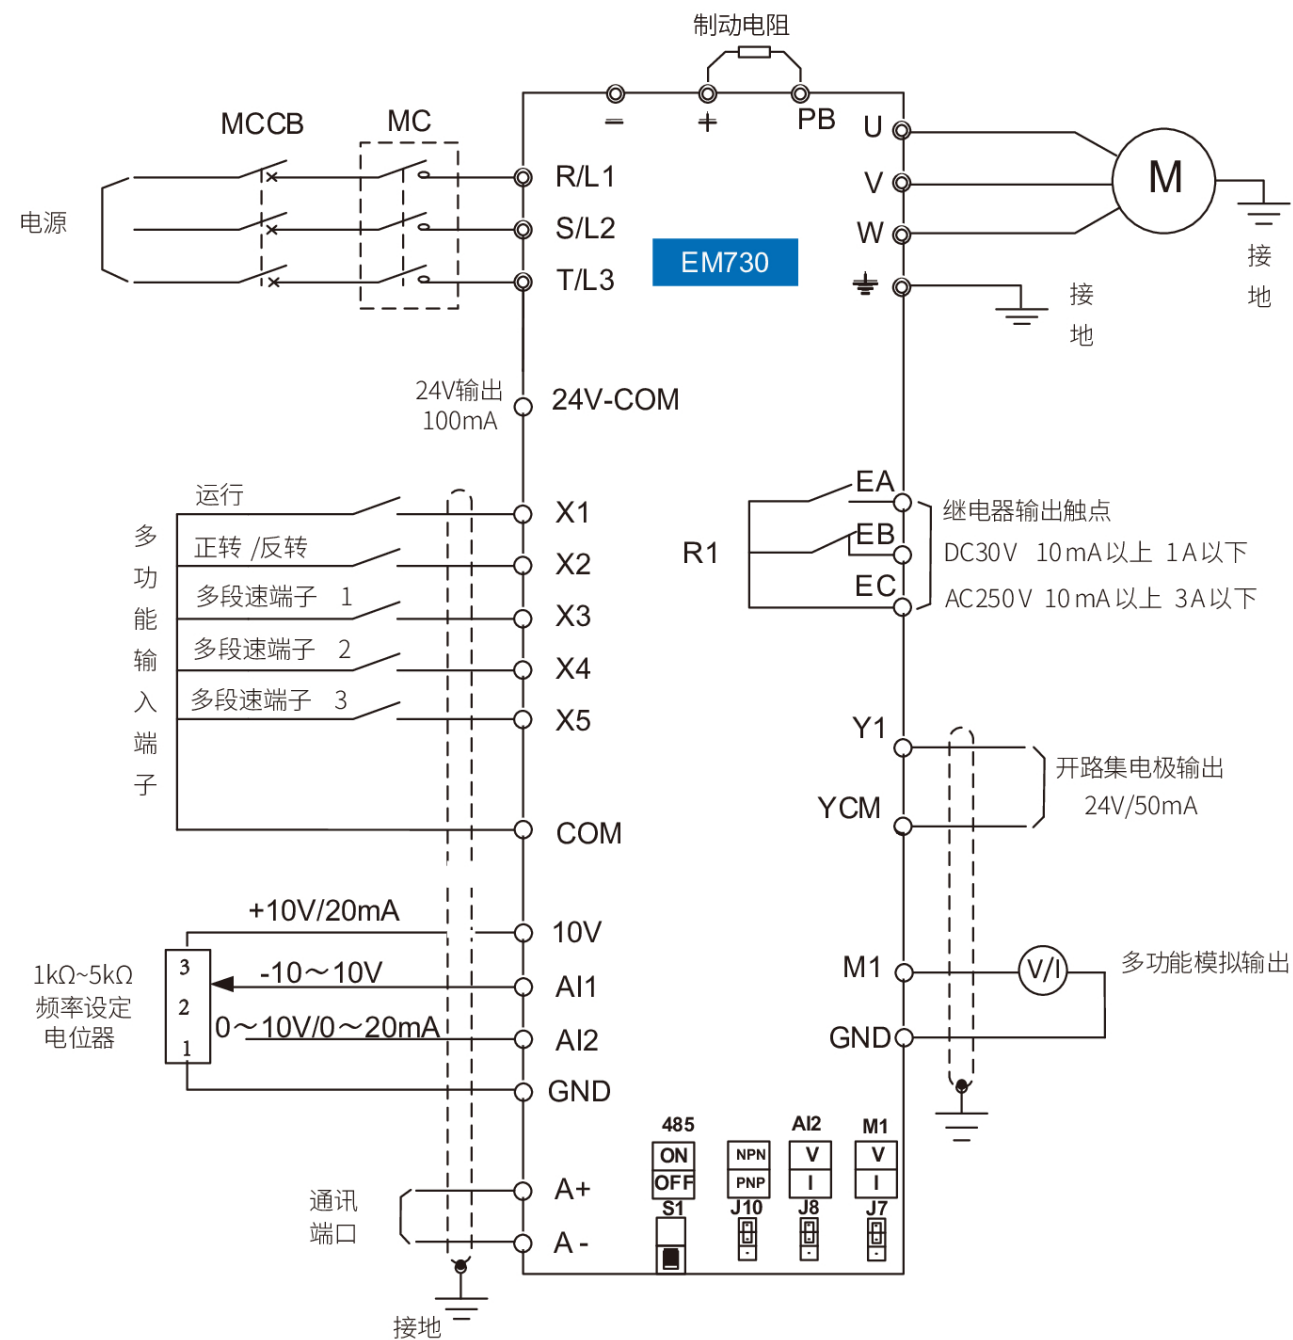 制动电阻
MCCB
MC
−
+
PB
U
V
W
M
R/L1
S/L2
T/L3
电源
EM730
接
地
接
地
24V输出
100mA
24V-COM
多
功
能
输
入
端
子
运行
正转 /反转
多段速端子 1
多段速端子 2
多段速端子 3
X1
X2
X3
X4
X5
COM
R1
EA
EB
EC
继电器输出触点
DC30V 10mA以上 1A以下
AC250V 10mA以上 3A以下
Y1
YCM
开路集电极输出
24V/50mA
+10V/20mA
10V
-10～10V
AI1
0～10V/0～20mA
AI2
GND
1kΩ~5kΩ
频率设定
电位器
3
2
1
M1
GND
V/I
多功能模拟输出
485
ON
OFF
S1
NPN
PNP
J10
AI2
V
I
J8
M1
V
I
J7
通讯
端口
A+
A-
接地